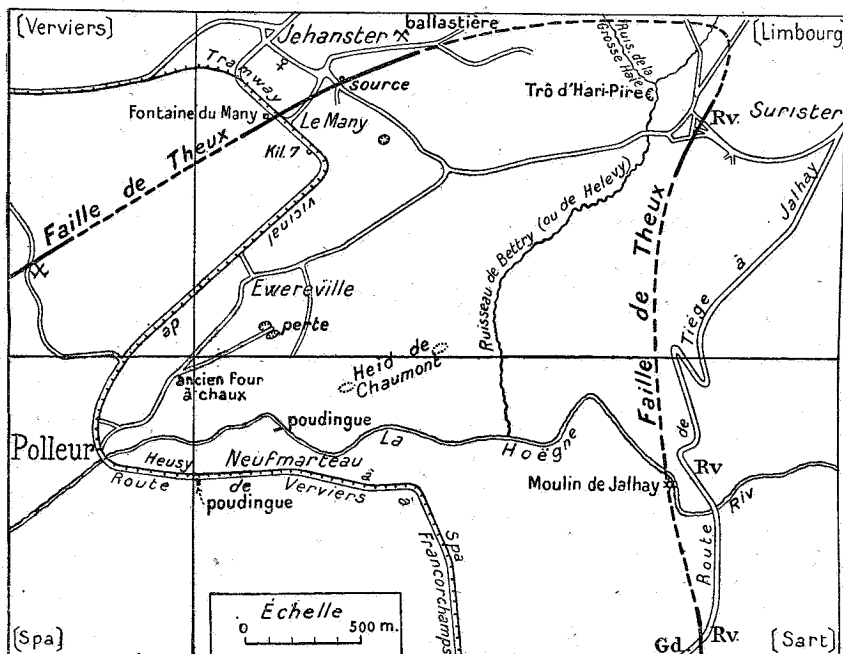 [Verviers]
ballastière
Jehanster
[Limbourg]
Ruis. de la
Grosse Haie
Tramway
source
Trô d'Hari-Pire
Fontaine du Many
Le Many
Rv.
Surister
Kil. 7
Faille de Theux
vicinal
Ruisseau de Bettry (ou de Helevy)
Faille de Theux
Tiége à Jalhay
Ewereville
de
perte
Heid de
Chaumont
ancien four
à chaux
poudingue
La Hoëgne
de
Polleur
Heusy
Neufmarteau
Rv
Route de Verviers à
à Spa
Moulin de Jalhay
Riv
poudingue
Francorchamps
Route
Échelle
0 500 m.
[Spa]
Gd.
Rv.
[Sart]